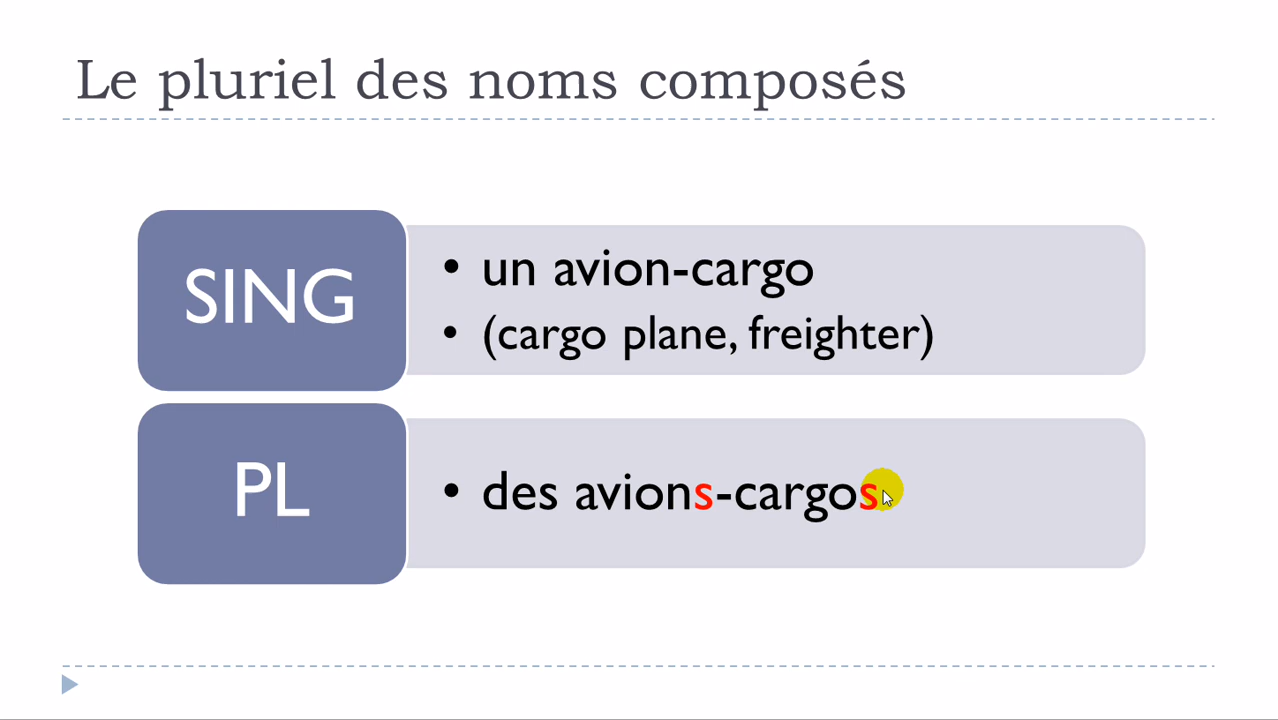 Le pluriel des noms composés
SING
• un avion-cargo
• (cargo plane, freighter)
PL
• des avions-cargos